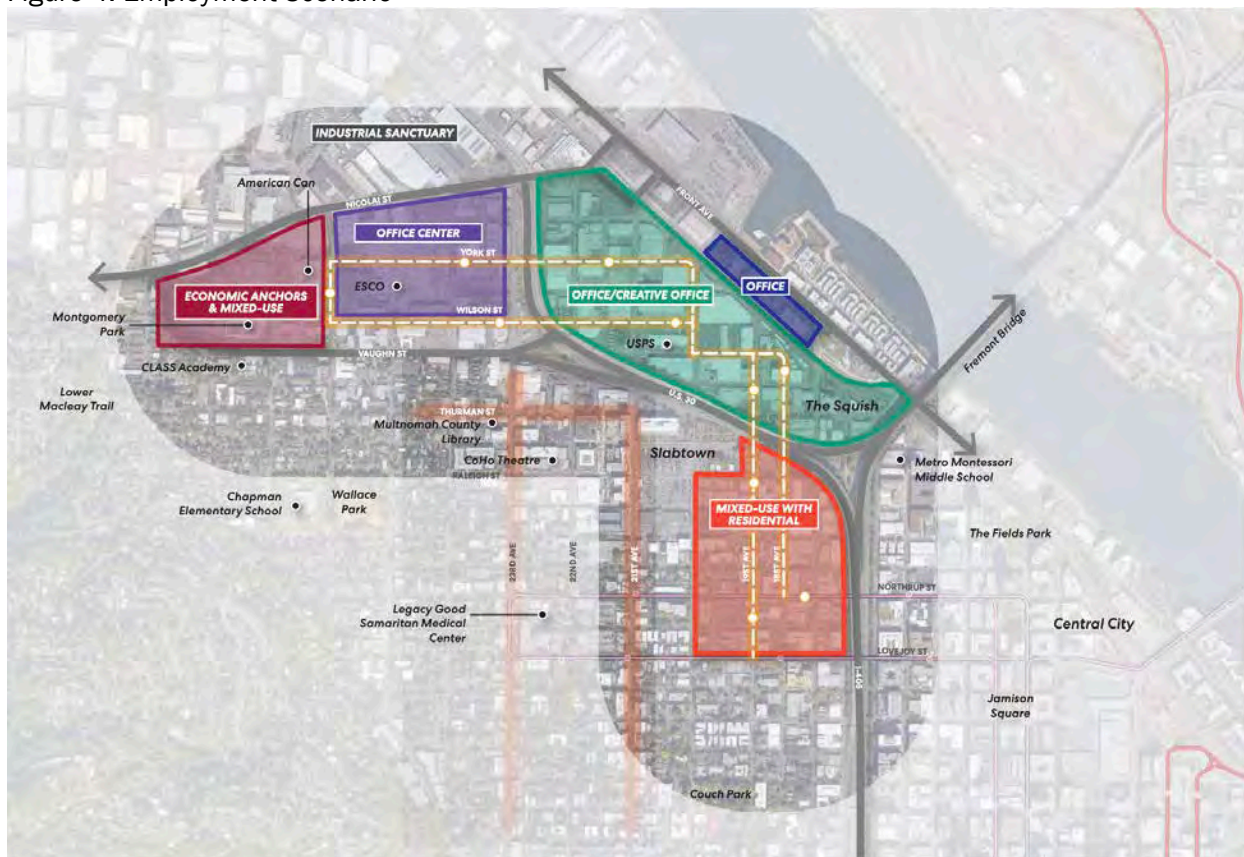 Figure 4: Employment Scenario
INDUSTRIAL SANCTUARY
American Can
NICOLAI ST
FRONT AVE
OFFICE CENTER
YORK ST
ESCO
ECONOMIC ANCHORS
& MIXED-USE
OFFICE/CREATIVE OFFICE
OFFICE
WILSON ST
Montgomery
Park
USPS
VAUGHN ST
CLASS Academy
Fremont Bridge
Lower
Macleay Trail
U.S. 30
The Squish
THURMAN ST
Multnomah County
Library
Slabtown
CoHo Theatre
RALEIGH ST
Metro Montessori
Middle School
Chapman
Elementary School
Wallace
Park
MIXED-USE WITH
RESIDENTIAL
The Fields Park
23RD AVE
22ND AVE
21ST AVE
19ST AVE
18ST AVE
NORTHRUP ST
Legacy Good
Samaritan Medical
Center
Central City
LOVEJOY ST
I-405
Jamison
Square
Couch Park